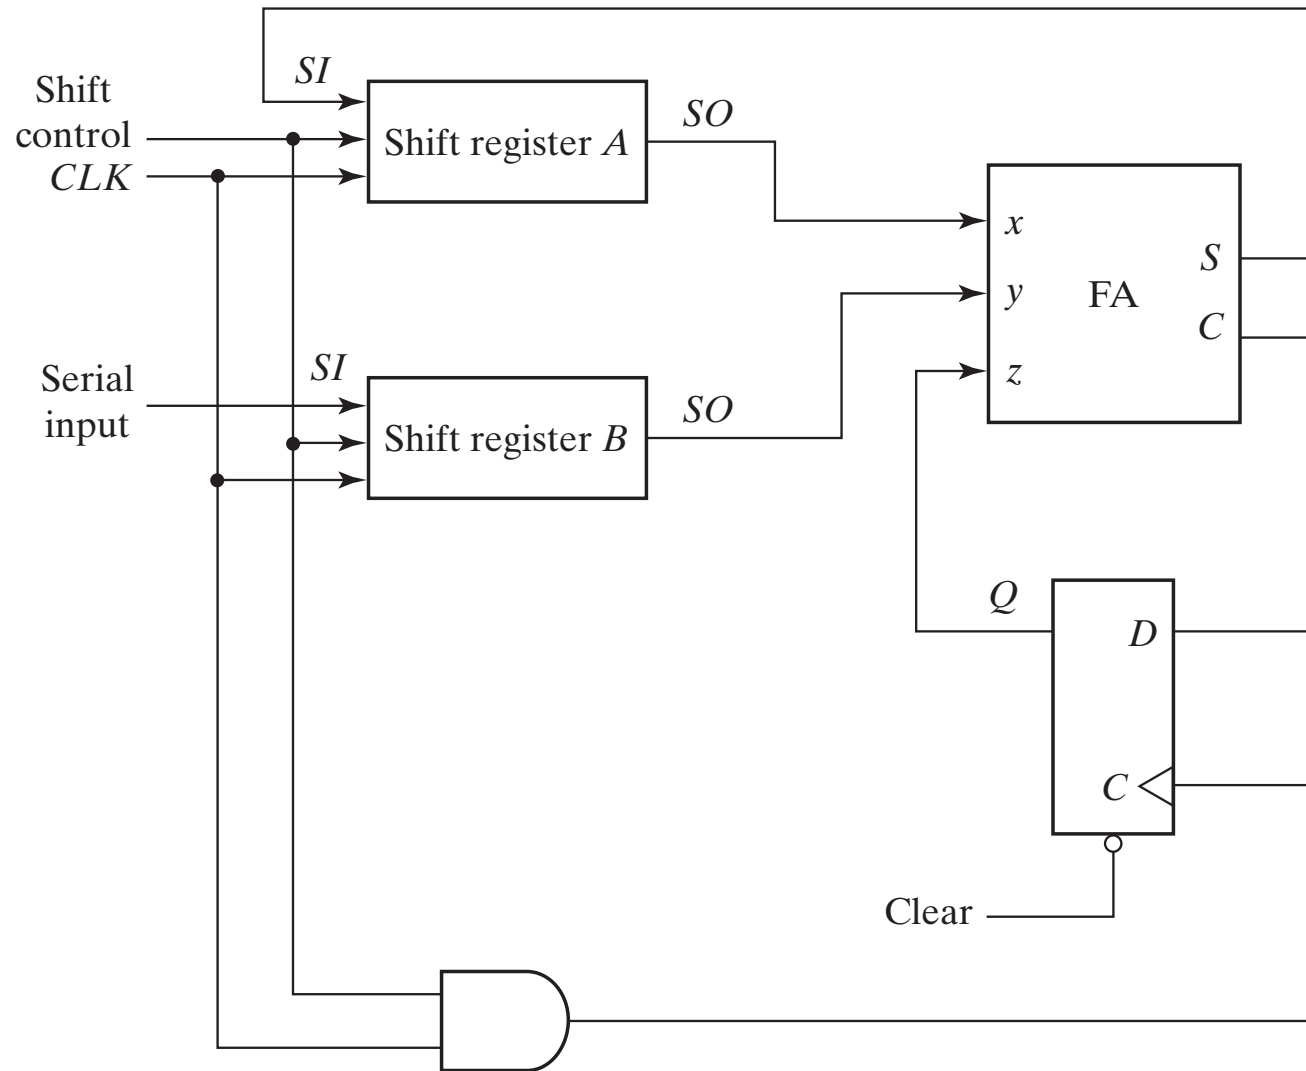 SI
Shift
control
CLK
Shift register A
SO
x
y
z
FA
S
C
Serial
input
SI
Shift register B
SO
Q
D
C
Clear